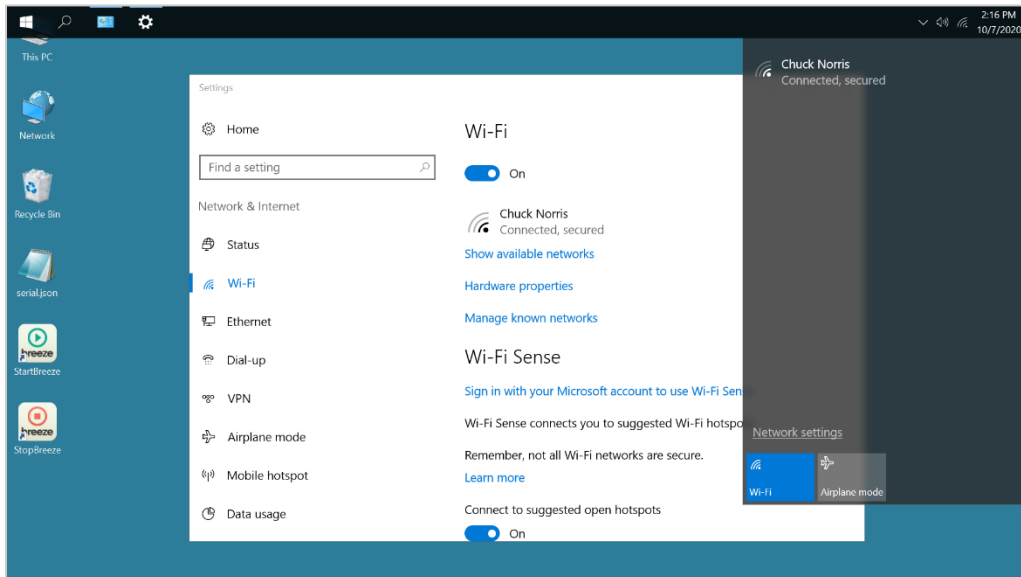 2:16 PM
10/7/2020
This PC
Network
Recycle Bin
serial.json
breeze
StartBreeze
breeze
StopBreeze
Settings
Home
Find a setting
Network & Internet
Status
Wi-Fi
Ethernet
Dial-up
VPN
Airplane mode
Mobile hotspot
Data usage
Wi-Fi
On
Chuck Norris
Connected, secured
Show available networks
Hardware properties
Manage known networks
Wi-Fi Sense
Sign in with your Microsoft account to use Wi-Fi Sen
Wi-Fi Sense connects you to suggested Wi-Fi hotspo
Remember, not all Wi-Fi networks are secure.
Learn more
Connect to suggested open hotspots
On
Chuck Norris
Connected, secured
Network settings
Wi-Fi
Airplane mode